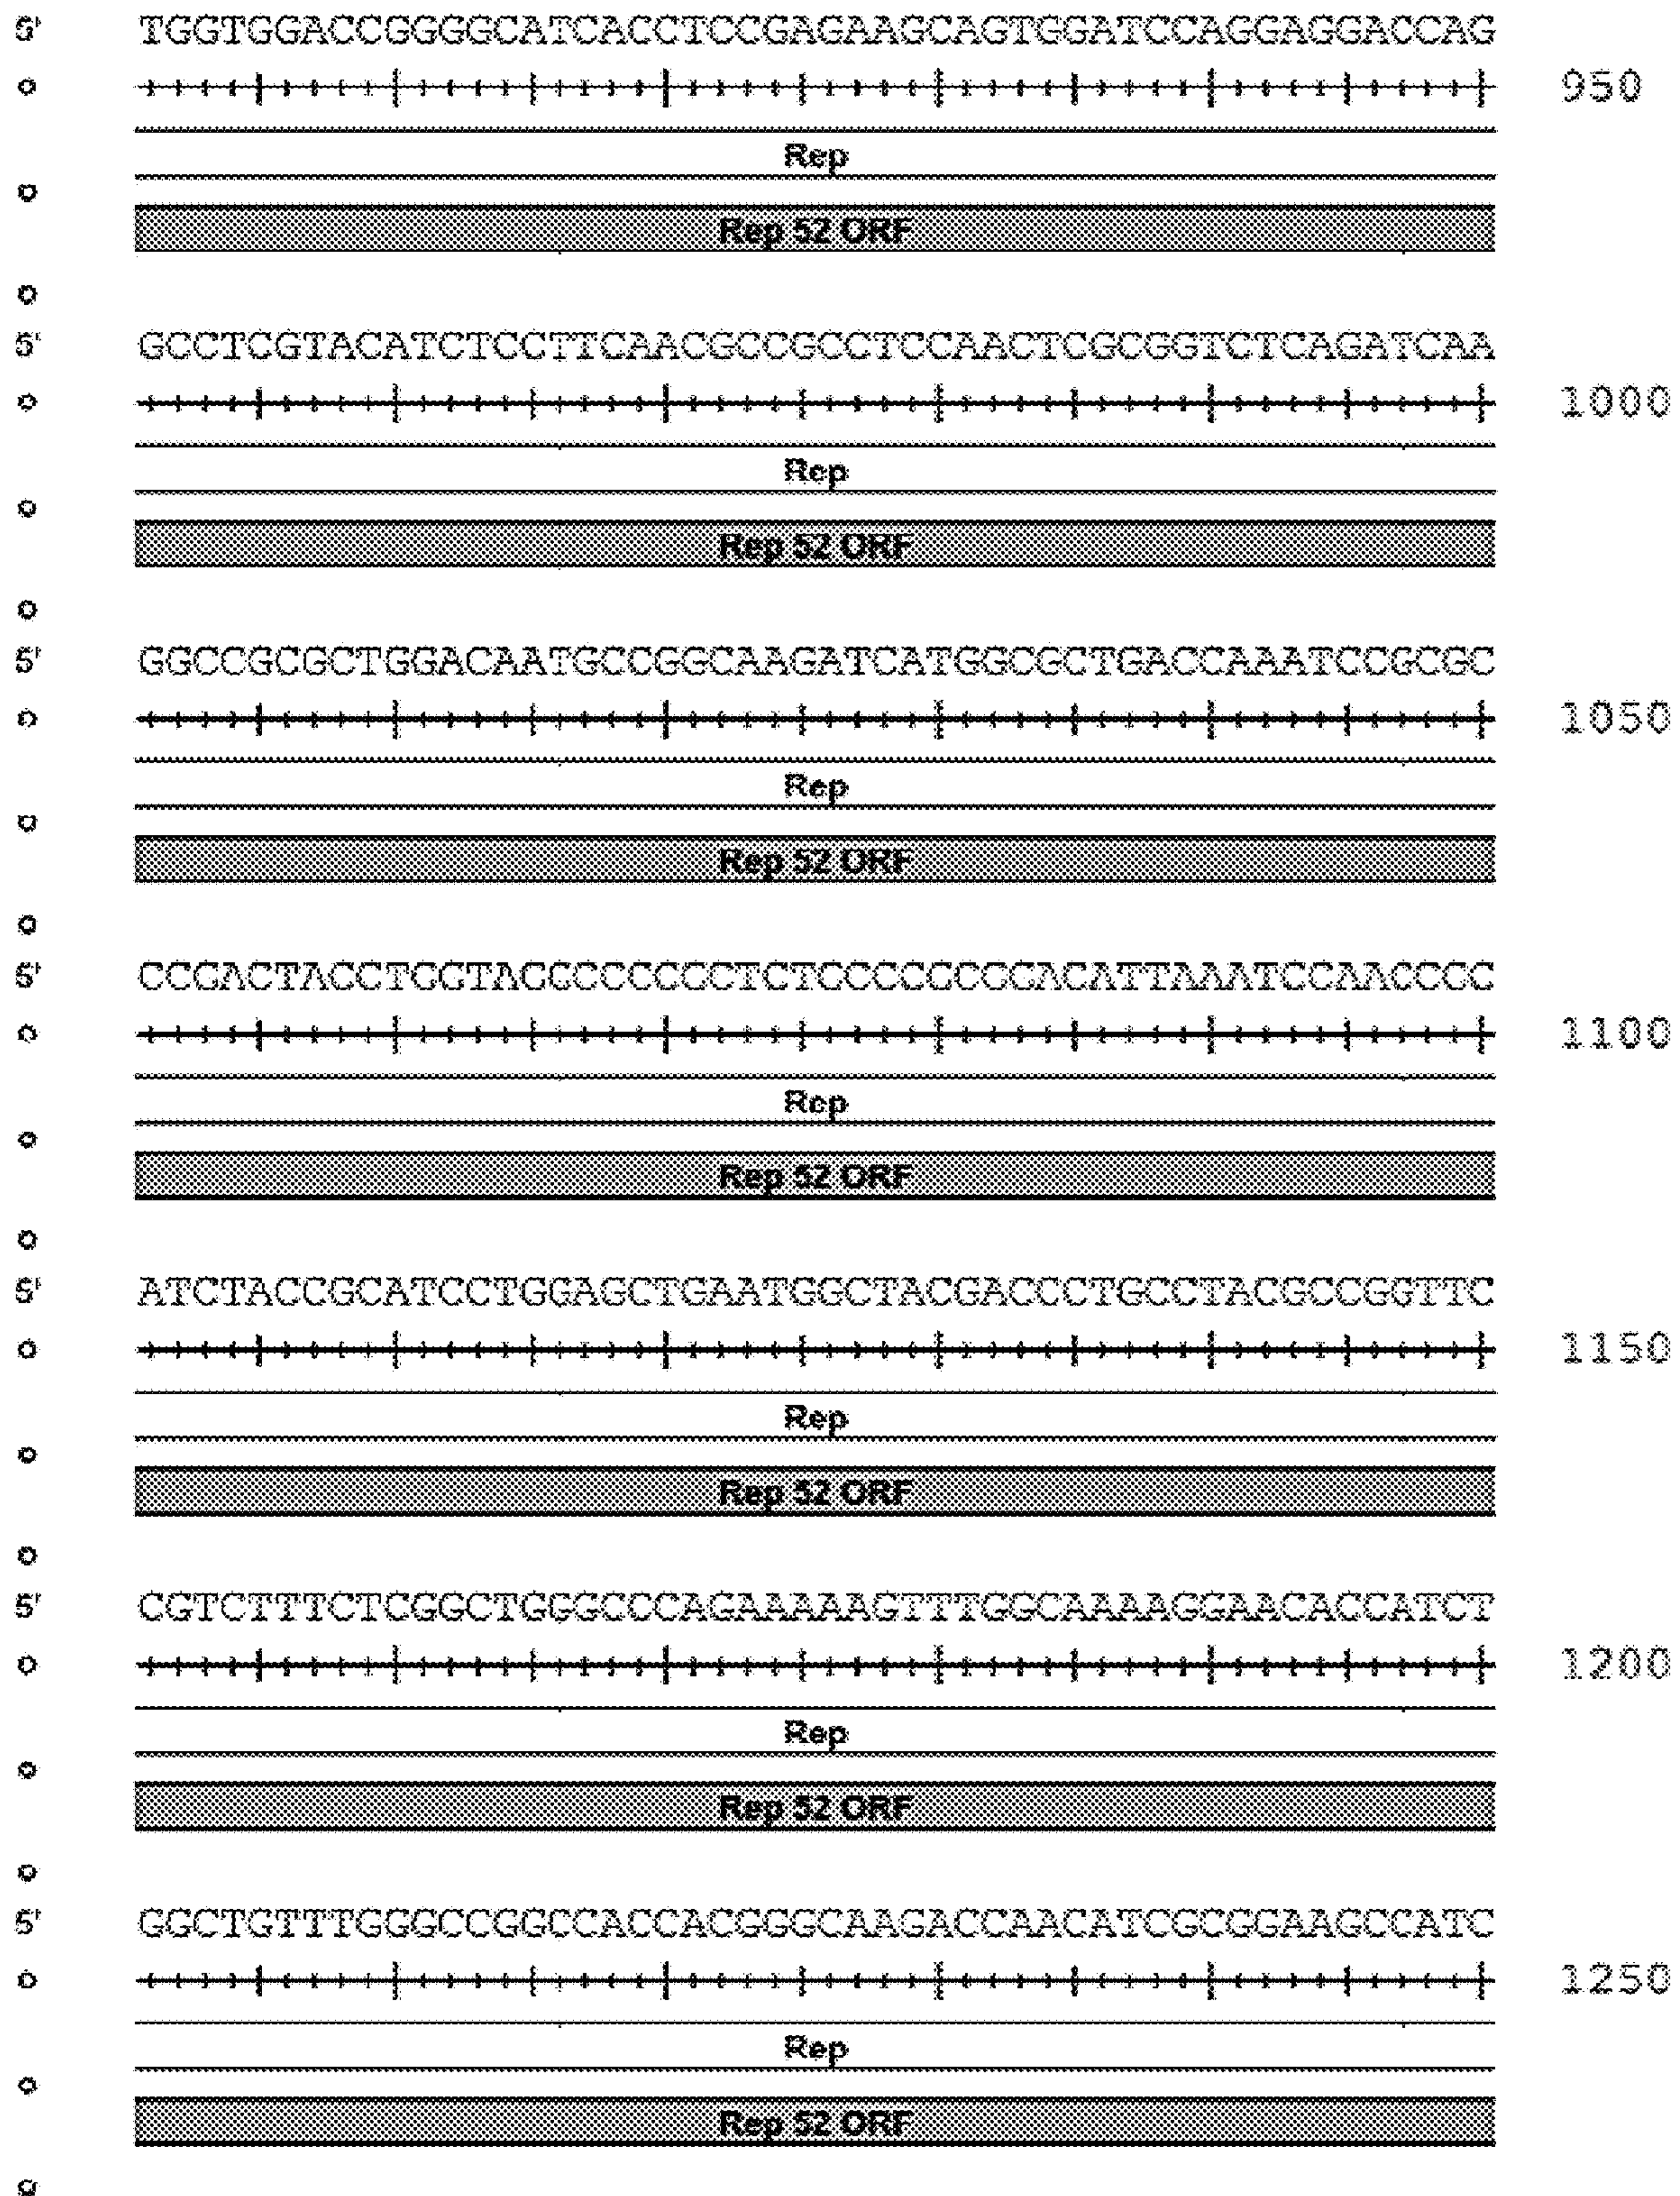 5' TGGTGGACCGGGGCATCACCTCCGAGAAGCAGTGGATCCAGGAGGACCAG
950
Rep
Rep 52 ORF
5' GCCTCGTACATCTCCTTCAACGCCGCCTCCAACTCGCGGTCTCAGATCAA
1000
Rep
Rep 52 ORF
5' GGCCGCGCTGGACAATGCCGGCAAGATCATGGCGCTGACCAAATCCGCGC
1050
Rep
Rep 52 ORF
5'
1100
Rep
Rep 52 ORF
5' ATCTACCGCATCCTGGAGCTGAATGGCTACGACCCTGCCTACGCCGGTTC
1150
Rep
Rep 52 ORF
5' CGTCTTTCTCGGCTGGGCCCAGAAAAAGTTTGGCAAAAGGAACACCATCT
1200
Rep
Rep 52 ORF
5' GGCTGTTTGGGCCGGCCACCACGGGCAAGACCAACATCGCGGAAGCCATC
1250
Rep
Rep 52 ORF